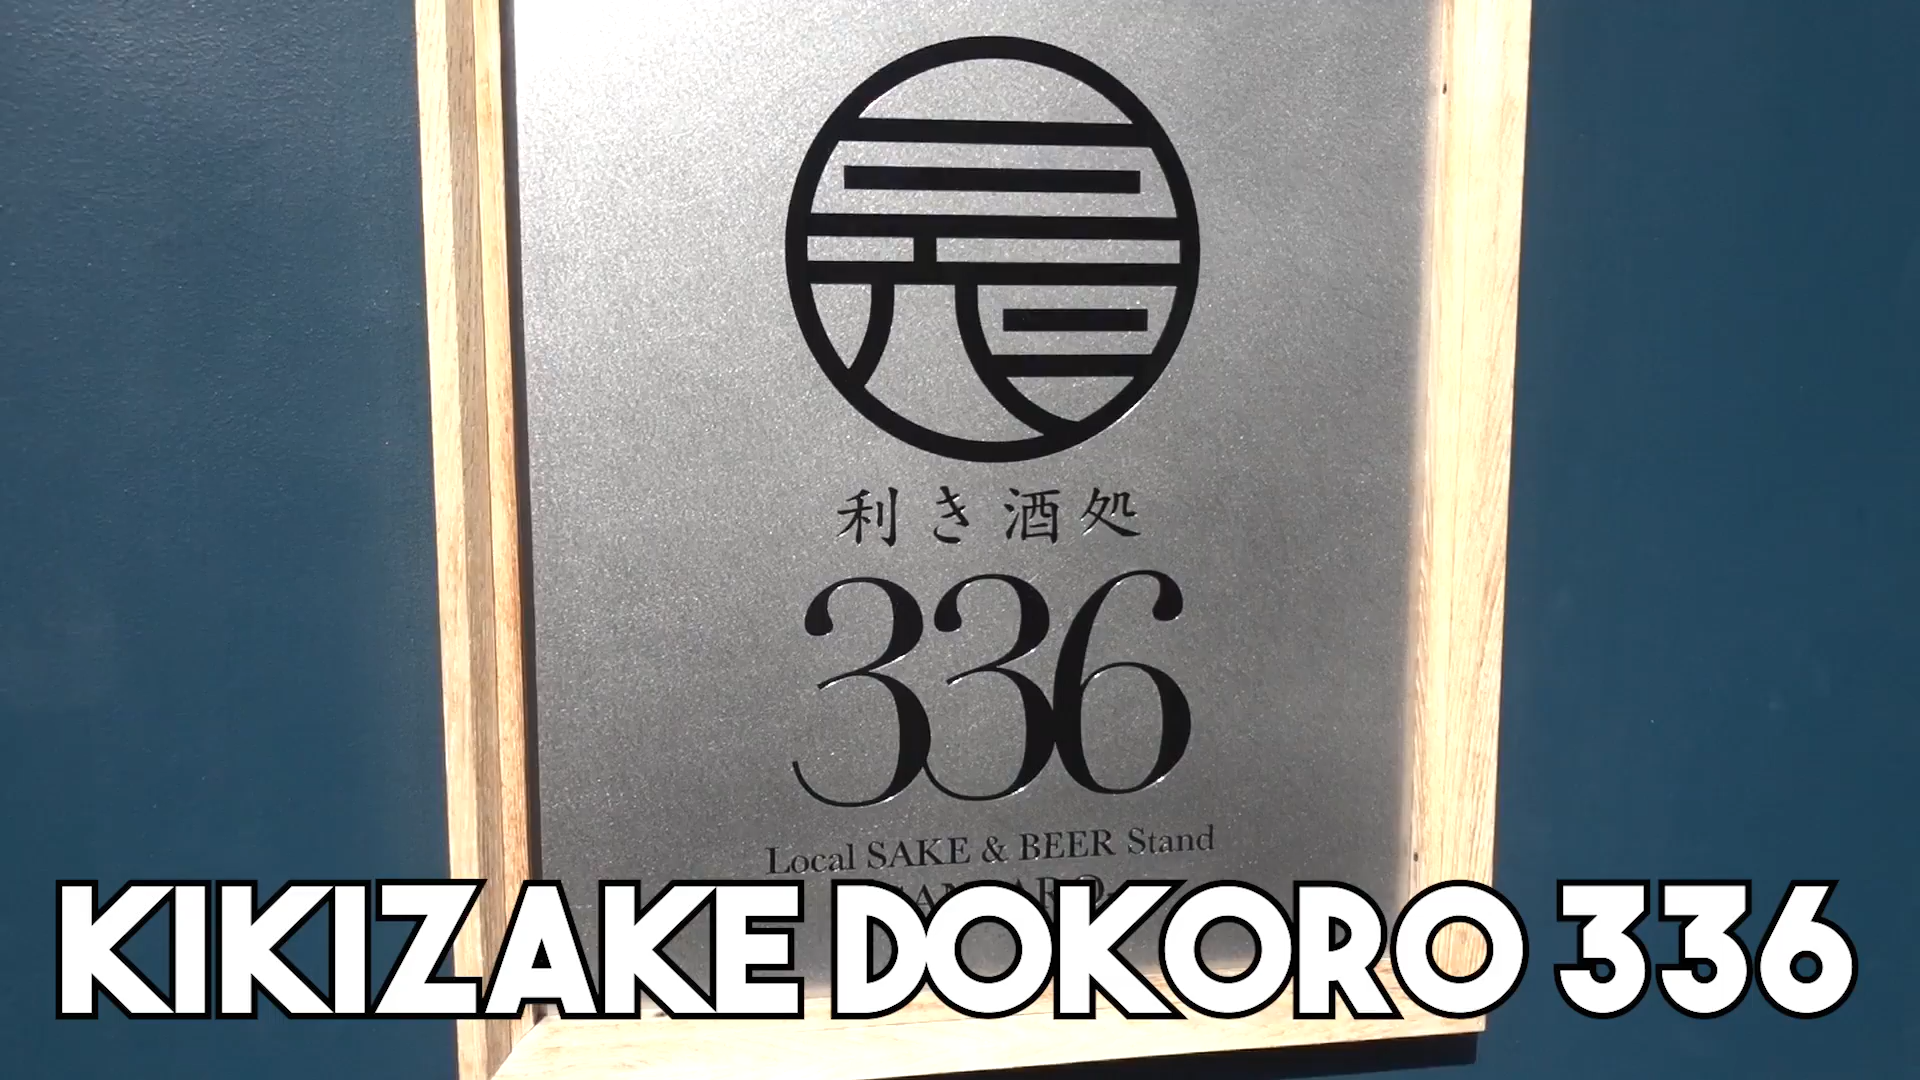 利き酒処
336
Local SAKE & BEER Stand
KIKIZAKE DOKORO 336